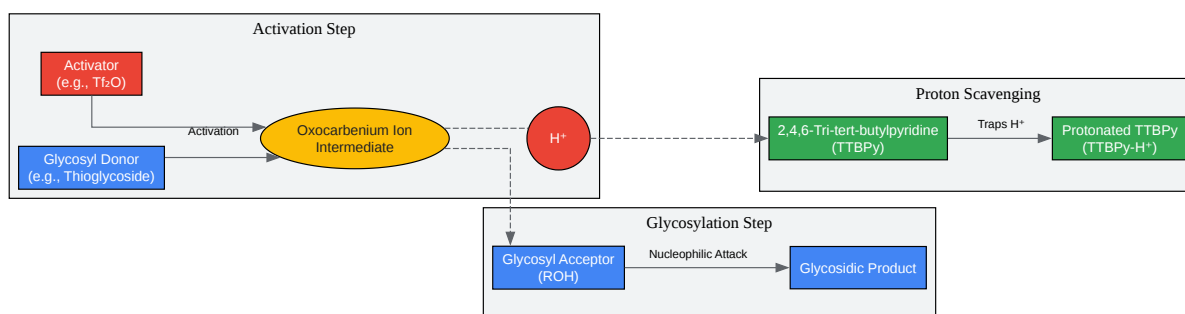 Activation Step
Activator
(e.g., Tf₂O)
Activation
Glycosyl Donor
(e.g., Thioglycoside)
Oxocarbenium Ion
Intermediate
H⁺
Proton Scavenging
2,4,6-Tri-tert-butylpyridine
(TTBPy)
Traps H⁺
Protonated TTBPy
(TTBPy-H⁺)
Glycosylation Step
Glycosyl Acceptor
(ROH)
Nucleophilic Attack
Glycosidic Product